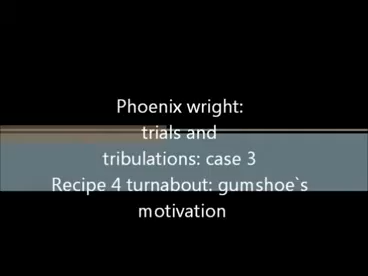 Phoenix wright:
trials and
tribulations: case 3
Recipe 4 turnabout: gumshoe`s
motivation